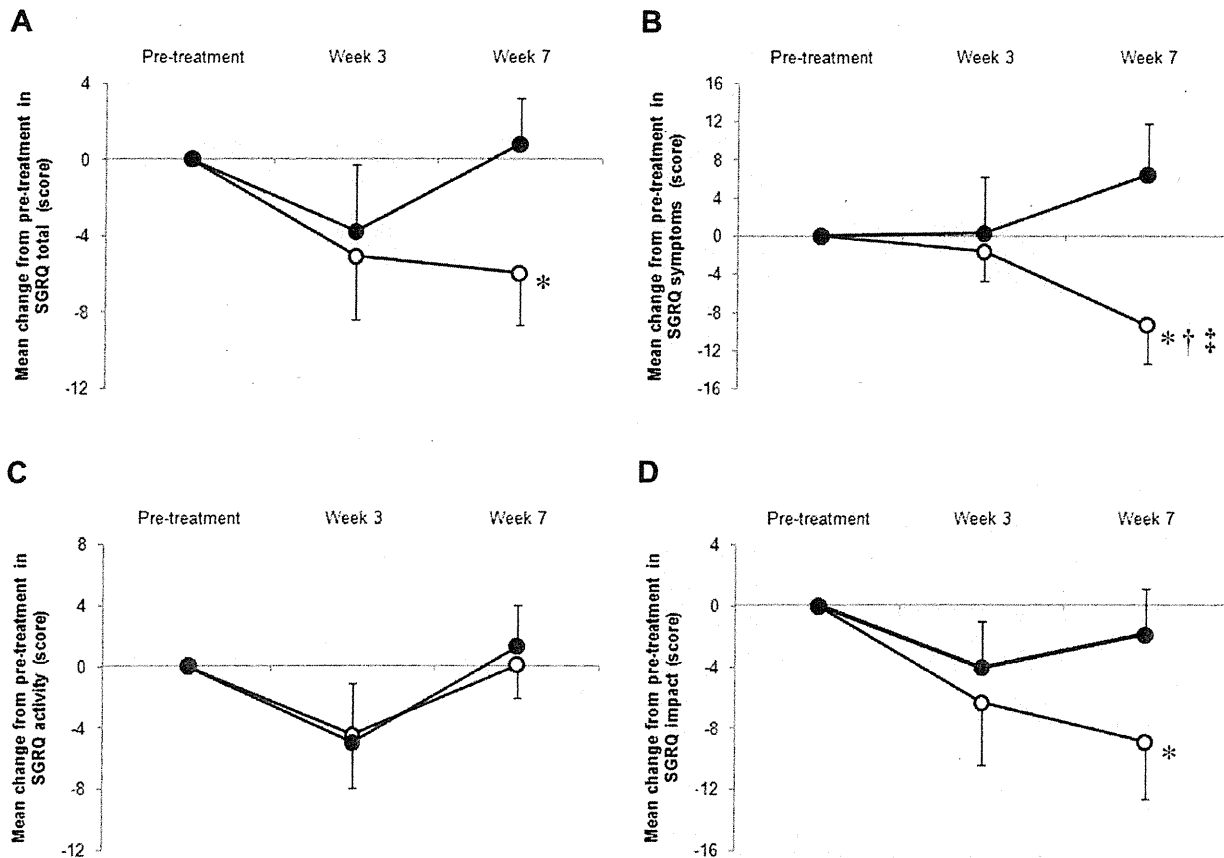 A
Pre-treatment Week 3 Week 7
Mean change from pre-treatment in
SGRQ total (score)
4
0
-4
-8
-12
*
B
Pre-treatment Week 3 Week 7
Mean change from pre-treatment in
SGRQ symptoms (score)
16
12
8
4
0
-4
-8
-12
-16
* † ‡
C
Pre-treatment Week 3 Week 7
Mean change from pre-treatment in
SGRQ activity (score)
8
4
0
-4
-8
-12
D
Pre-treatment Week 3 Week 7
Mean change from pre-treatment in
SGRQ impact (score)
4
0
-4
-8
-12
-16
*